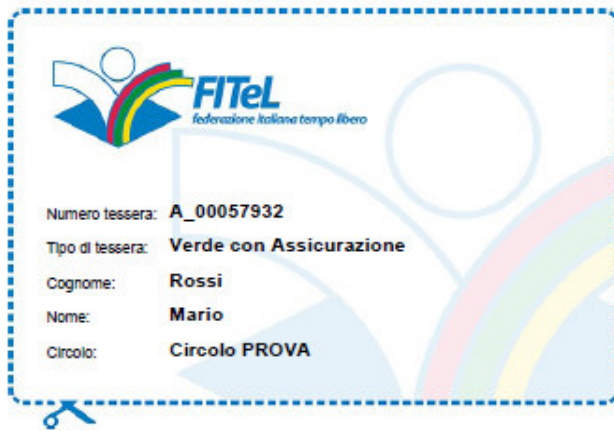 FITeL
federazione italiana tempo libero
Numero tessera: A_00057932
Tipo di tessera: Verde con Assicurazione
Cognome: Rossi
Nome: Mario
Circolo: Circolo PROVA